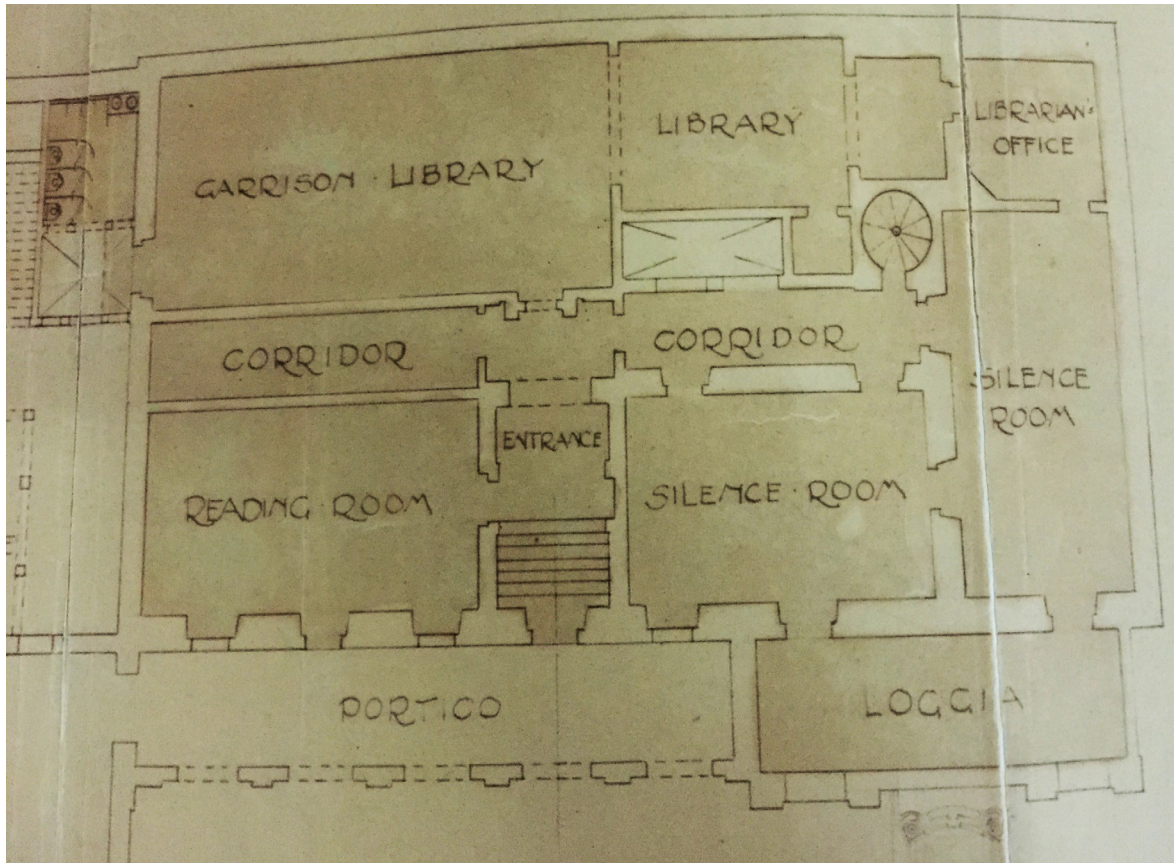 GARRISON · LIBRARY
LIBRARY
LIBRARIAN'S
OFFICE
CORRIDOR
CORRIDOR
SILENCE
ROOM
ENTRANCE
READING · ROOM
SILENCE · ROOM
PORTICO
LOGGIA